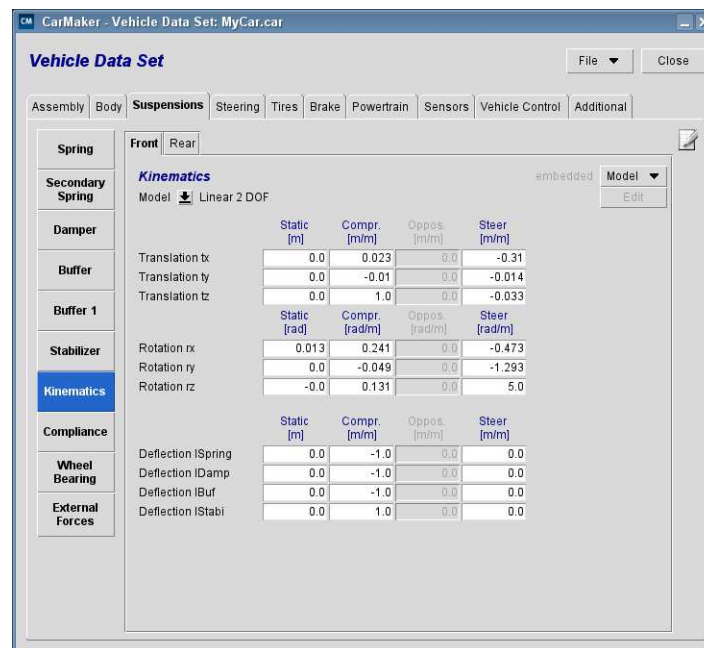 CM CarMaker - Vehicle Data Set: MyCar.car
Vehicle Data Set
File
Close
Assembly Body Suspensions Steering Tires Brake Powertrain Sensors Vehicle Control Additional
Spring
Secondary
Spring
Damper
Buffer
Buffer 1
Stabilizer
Kinematics
Compliance
Wheel
Bearing
External
Forces
Front Rear
Kinematics
embedded
Model
Model Linear 2 DOF
Edit
Static Compr. Oppos. Steer
[m] [m/m] [m/m] [m/m]
Translation tx 0.0 0.023 0.0 -0.31
Translation ty 0.0 -0.01 0.0 -0.014
Translation tz 0.0 1.0 0.0 -0.033
Static Compr. Oppos. Steer
[rad] [rad/m] [rad/m] [rad/m]
Rotation rx 0.013 0.241 0.0 -0.473
Rotation ry 0.0 -0.049 0.0 -1.293
Rotation rz -0.0 0.131 0.0 5.0
Static Compr. Oppos. Steer
[m] [m/m] [m/m] [m/m]
Deflection lSpring 0.0 -1.0 0.0 0.0
Deflection lDamp 0.0 -1.0 0.0 0.0
Deflection lBuf 0.0 -1.0 0.0 0.0
Deflection lStabi 0.0 1.0 0.0 0.0